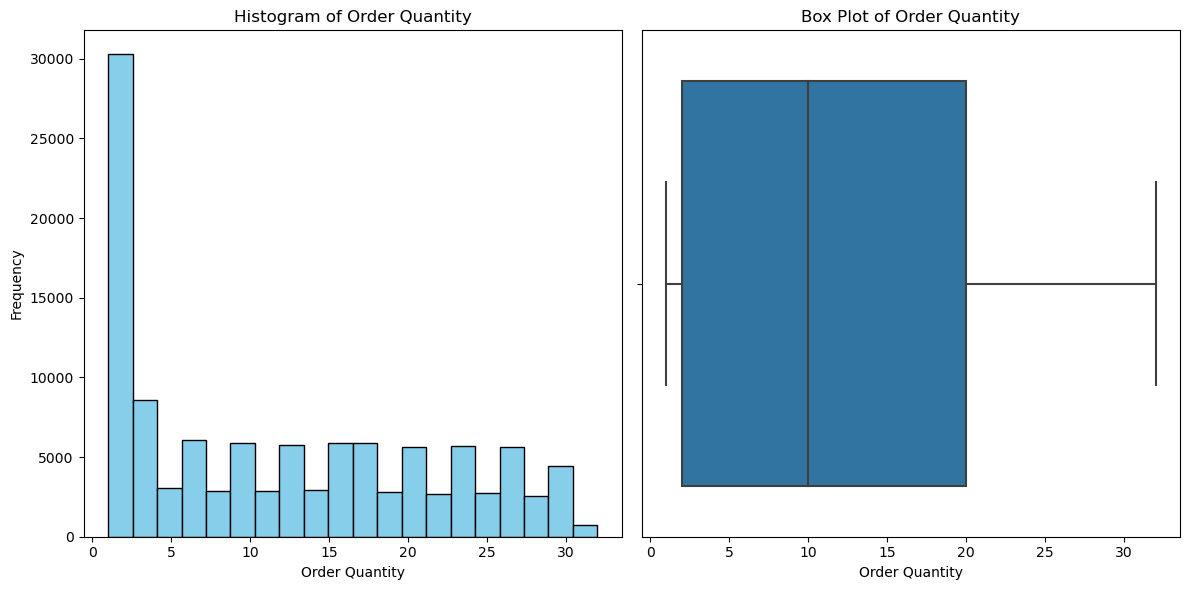 Histogram of Order Quantity
30000
25000
20000
15000
10000
5000
0
Frequency
0 5 10 15 20 25 30
Order Quantity
Box Plot of Order Quantity
0 5 10 15 20 25 30
Order Quantity